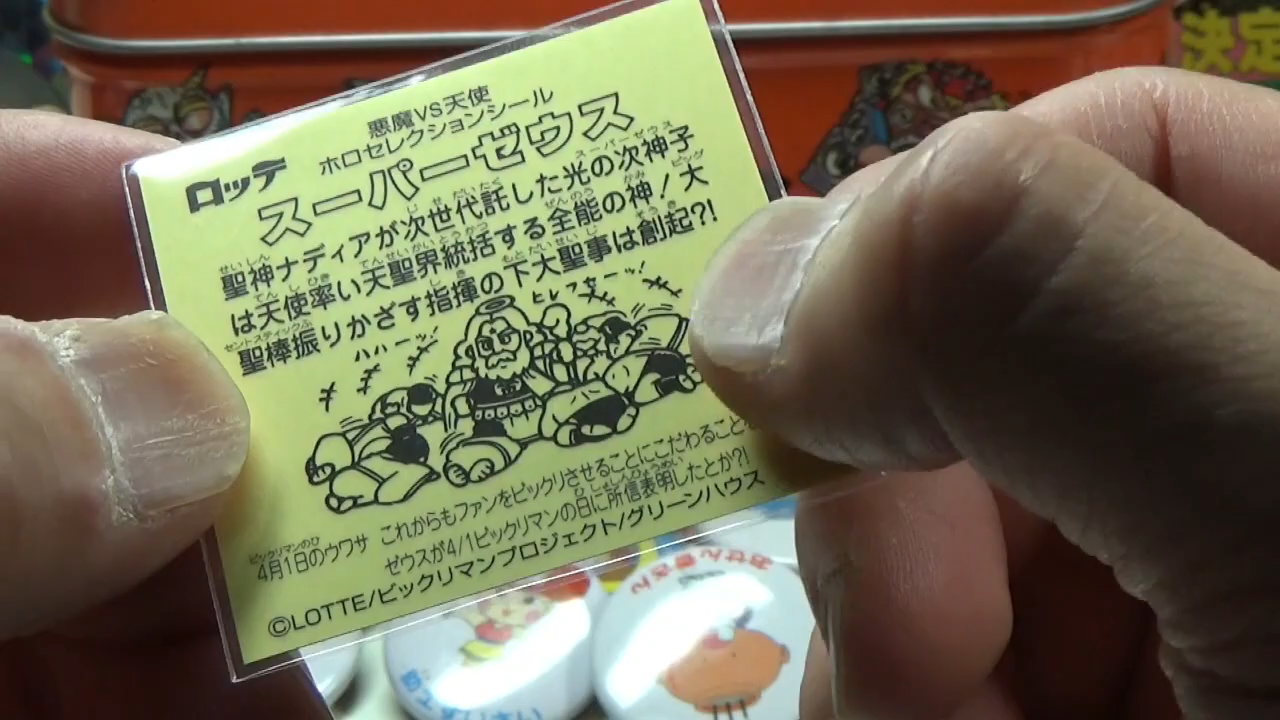 悪魔VS天使
ホロセレクションシール
ロッテ
スーパーゼウス
聖神ナディアが次世代託した光の次神子
は天使率い天聖界統括する全能の神!大
聖棒振りかざす指揮の下大聖事は創起?!
ヒレフセーッ!
ハハーッ!
4月1日のウワサ
これからもファンをビックリさせることにこだわることを
ゼウスが4/1ビックリマンの日に所信表明したとか?!
©LOTTE/ビックリマンプロジェクト/グリーンハウス
決定